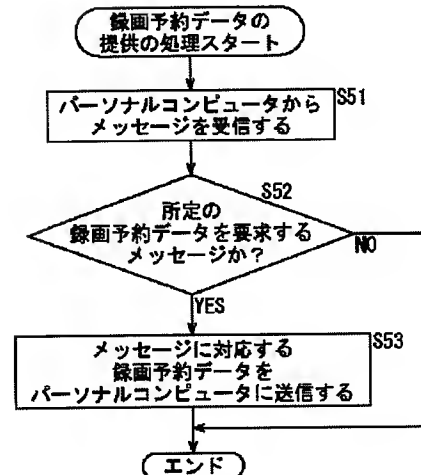 録画予約データの
提供の処理スタート
パーソナルコンピュータから
メッセージを受信する
S51
S52
所定の
録画予約データを要求する
メッセージか？
NO
YES
メッセージに対応する
録画予約データを
パーソナルコンピュータに送信する
S53
エンド